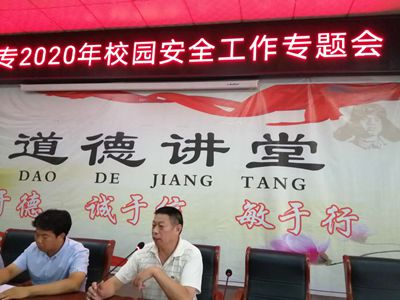 专2020年校园安全工作专题会
道德讲堂
DAO DE JIANG TANG
于德 诚于信 敏于行